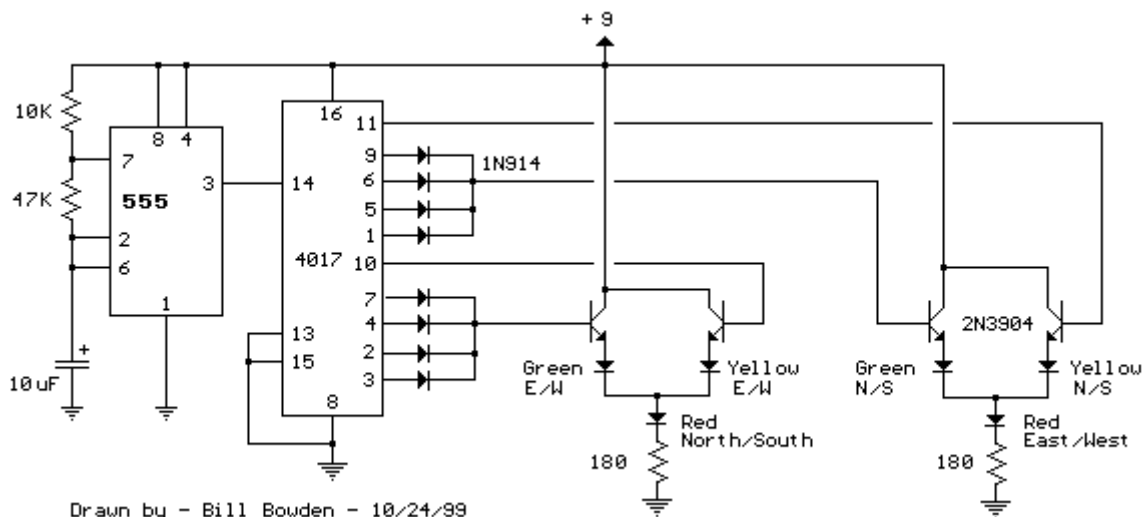 + 9
10K
16
11
8 4
9
1N914
7
6
47K
555
3
14
5
2
1
6
4017
10
7
1
13
4
2N3904
15
2
Green
E/W
Yellow
E/W
Green
N/S
Yellow
N/S
10uF
3
8
Red
North/South
Red
East/West
180
180
Drawn by - Bill Bowden - 10/24/99